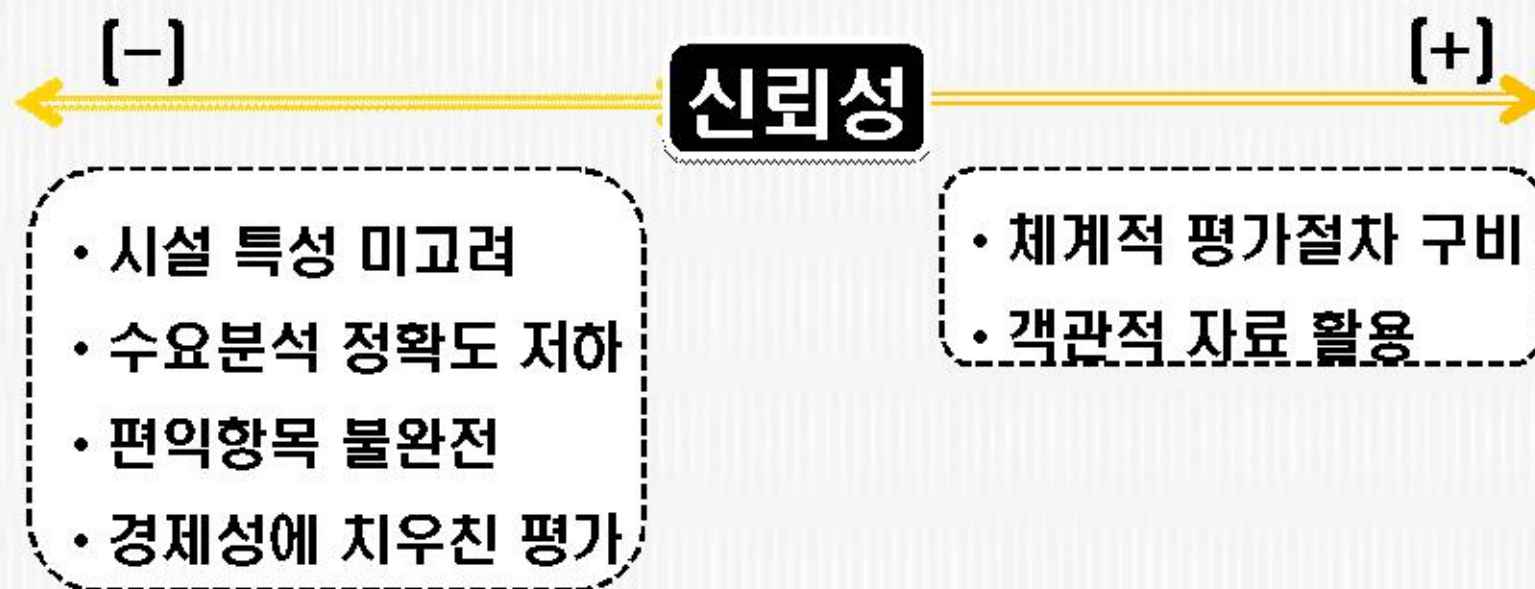 (-)
신뢰성
(+)
• 시설 특성 미고려
• 수요분석 정확도 저하
• 편익항목 불완전
• 경제성에 치우친 평가
• 체계적 평가절차 구비
• 객관적 자료 활용